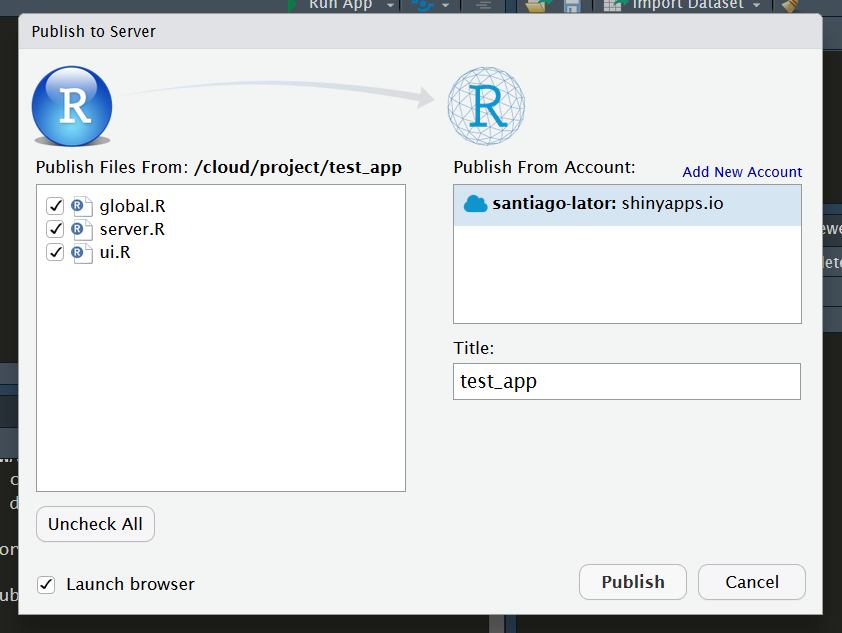 Run App
Import Dataset
Publish to Server
R
R
Publish Files From: /cloud/project/test_app
Publish From Account:
Add New Account
R global.R
R server.R
R ui.R
santiago-lator: shinyapps.io
Title:
test_app
Uncheck All
Launch browser
Publish
Cancel